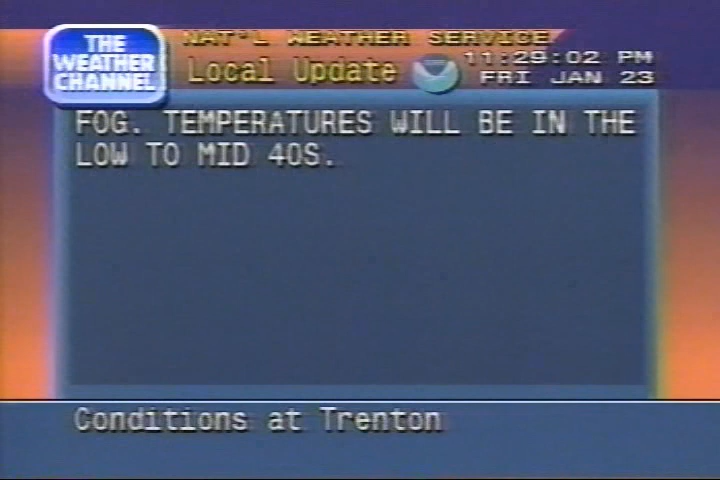 THE
WEATHER
CHANNEL
NAT'L WEATHER SERVICE
Local Update
11:29:02 PM
FRI JAN 23
FOG. TEMPERATURES WILL BE IN THE
LOW TO MID 40S.
Conditions at Trenton